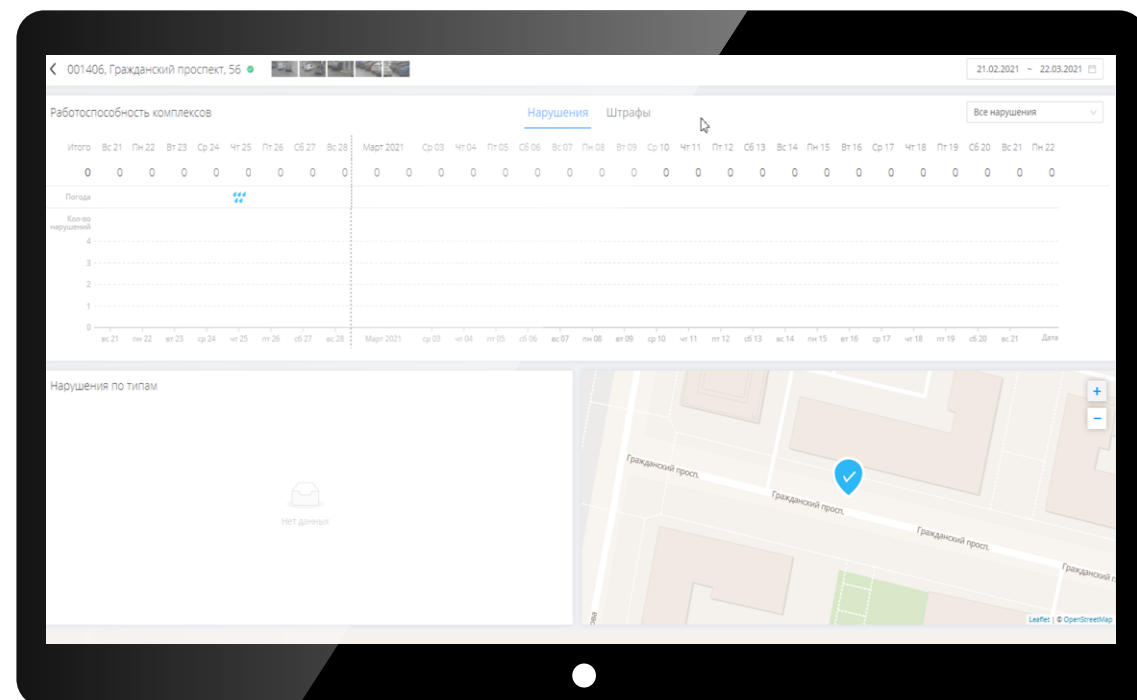 001406, Гражданский проспект, 56
21.02.2021 ~ 22.03.2021
Работоспособность комплексов
Нарушения Штрафы
Все нарушения
Итого Вс 21 Пн 22 Вт 23 Ср 24 Чт 25 Пт 26 Сб 27 Вс 28 Март 2021 Ср 03 Чт 04 Пт 05 Сб 06 Вс 07 Пн 08 Вт 09 Ср 10 Чт 11 Пт 12 Сб 13 Вс 14 Пн 15 Вт 16 Ср 17 Чт 18 Пт 19 Сб 20 Вс 21 Пн 22
0 0 0 0 0 0 0 0 0 0 0 0 0 0 0 0 0 0 0 0 0 0 0 0 0 0 0 0 0 0 0
Погода
Кол-во
нарушений
4
3
2
1
0
вс 21 пн 22 вт 23 ср 24 чт 25 пт 26 сб 27 вс 28 Март 2021 ср 03 чт 04 пт 05 сб 06 вс 07 пн 08 вт 09 ср 10 чт 11 пт 12 сб 13 вс 14 пн 15 вт 16 ср 17 чт 18 пт 19 сб 20 вс 21 Дата
Нарушения по типам
Нет данных
+
−
Гражданский просп.
Гражданский просп.
Гражданский просп.
Гражданский п
ова
Leaflet | © OpenStreetMap